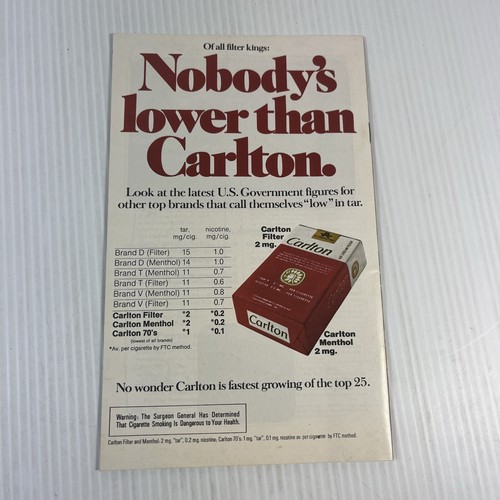 Of all filter kings:
Nobody's
lower than
Carlton.
Look at the latest U.S. Government figures for
other top brands that call themselves "low" in tar.
tar, nicotine,
mg/cig. mg/cig.
Brand D (Filter) 15 1.0
Brand D (Menthol) 14 1.0
Brand T (Menthol) 11 0.7
Brand T (Filter) 11 0.6
Brand V (Menthol) 11 0.8
Brand V (Filter) 11 0.7
Carlton Filter *2 *0.2
Carlton Menthol *2 *0.2
Carlton 70's *1 *0.1
(lowest of all brands)
*Av. per cigarette by FTC method.
Carlton
Filter
2 mg.
Carlton
Carlton
Carlton
Menthol
2 mg.
No wonder Carlton is fastest growing of the top 25.
Warning: The Surgeon General Has Determined
That Cigarette Smoking Is Dangerous to Your Health.
Carlton Filter and Menthol: 2 mg. "tar", 0.2 mg. nicotine; Carlton 70's: 1 mg. "tar", 0.1 mg. nicotine av. per cigarette by FTC method.